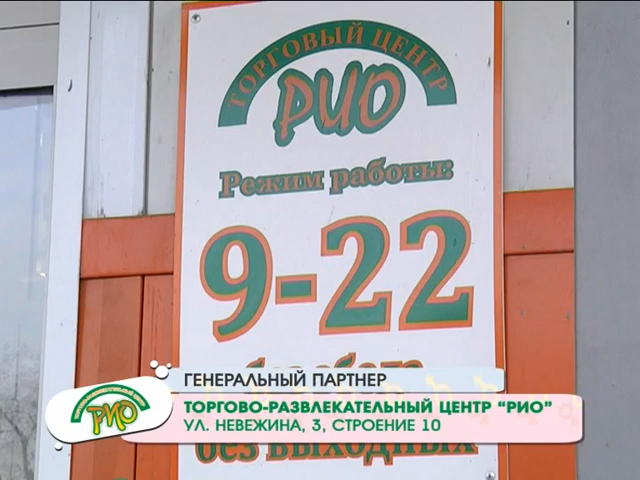 ТОРГОВЫЙ ЦЕНТР
РИО
Режим работы:
9-22
без выходных
ГЕНЕРАЛЬНЫЙ ПАРТНЕР
ТОРГОВО-РАЗВЛЕКАТЕЛЬНЫЙ ЦЕНТР "РИО"
УЛ. НЕВЕЖИНА, 3, СТРОЕНИЕ 10
РИО